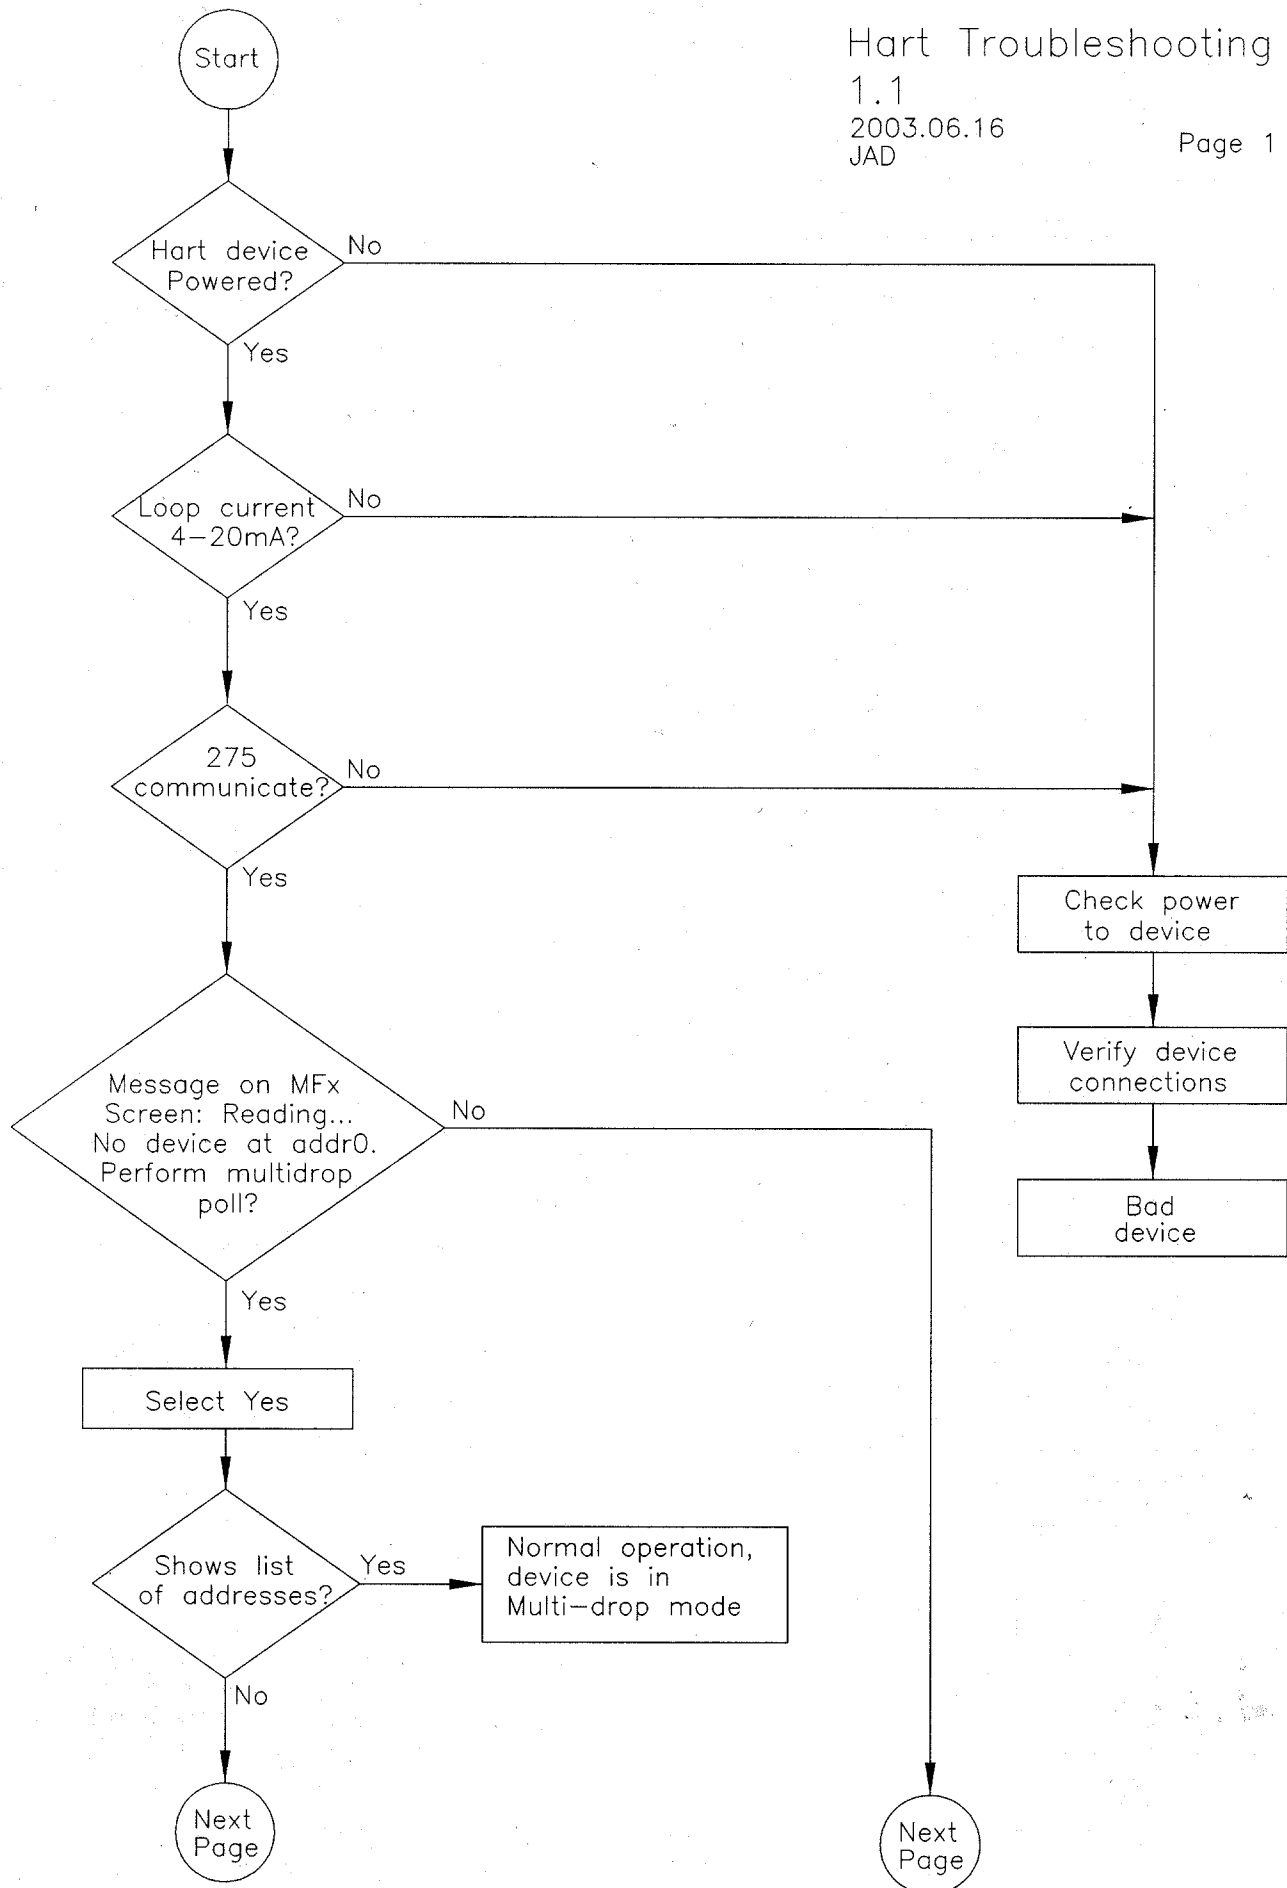 Start
Hart Troubleshooting
1.1
2003.06.16
JAD
Page 1
Hart device
Powered?
No
Yes
Loop current
4-20mA?
No
Yes
275
communicate?
No
Yes
Check power
to device
Verify device
connections
Bad
device
Message on MFx
Screen: Reading...
No device at addr0.
Perform multidrop
poll?
No
Yes
Select Yes
Shows list
of addresses?
Yes
Normal operation,
device is in
Multi-drop mode
No
Next
Page
Next
Page